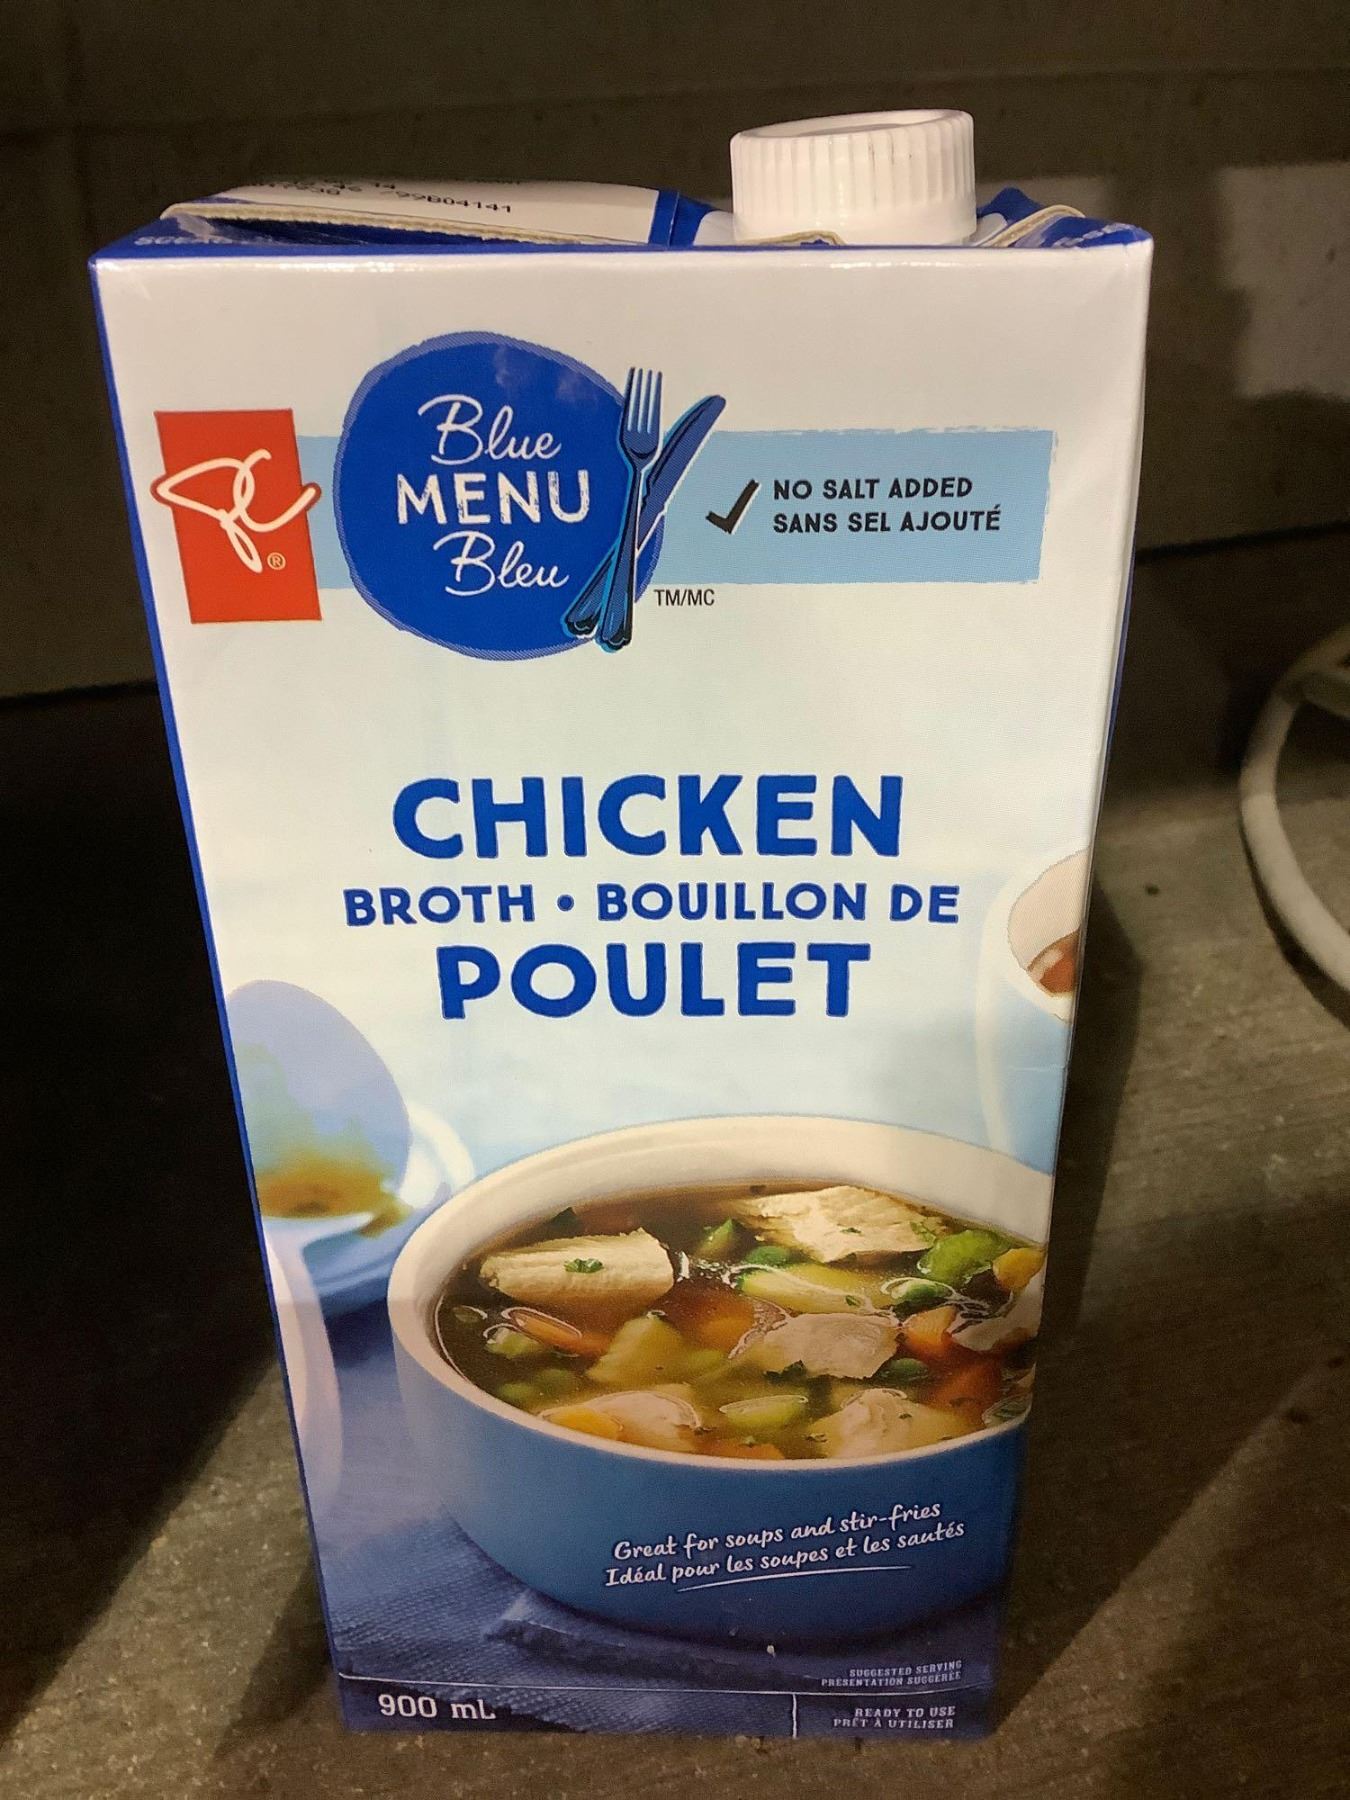 799B04141
Blue
MENU
Bleu
TM/MC
PC
®
NO SALT ADDED
SANS SEL AJOUTÉ
CHICKEN
BROTH • BOUILLON DE
POULET
Great for soups and stir-fries
Idéal pour les soupes et les sautés
SUGGESTED SERVING
PRÉSENTATION SUGGÉRÉE
900 mL
READY TO USE
PRÊT À UTILISER